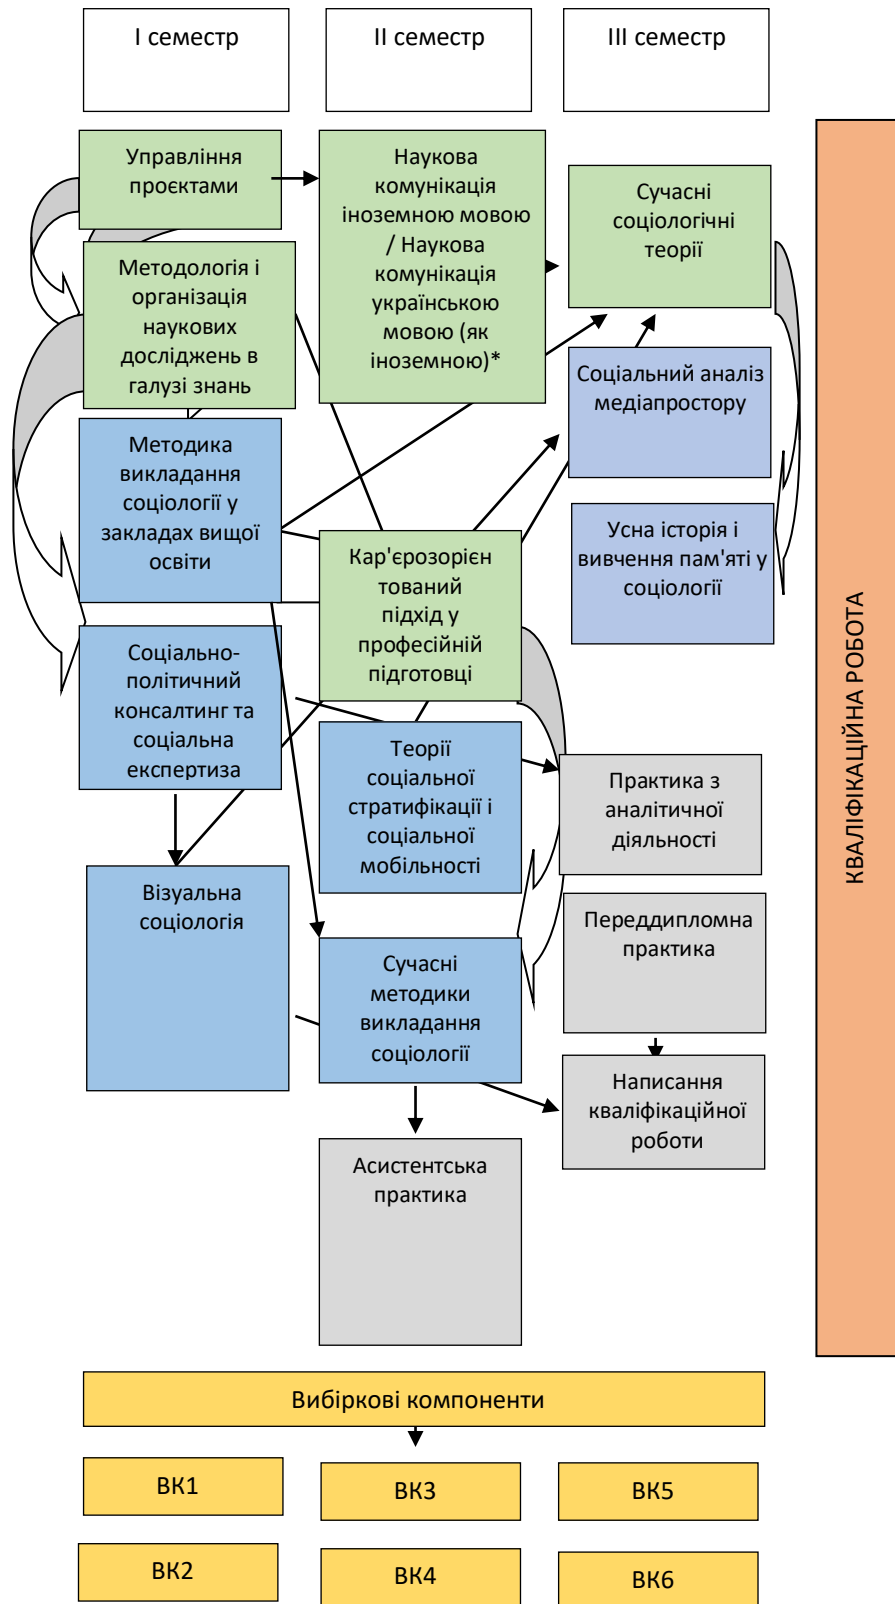 І семестр
ІІ семестр
ІІІ семестр
Управління
проєктами
Методологія і
організація
наукових
досліджень в
галузі знань
Методика
викладання
соціології у
закладах вищої
освіти
Соціально-
політичний
консалтинг та
соціальна
експертиза
Візуальна
соціологія
Наукова
комунікація
іноземною мовою
/ Наукова
комунікація
українською
мовою (як
іноземною)*
Кар'єрозорієн
тований
підхід у
професійній
підготовці
Теорії
соціальної
стратифікації і
соціальної
мобільності
Сучасні
методики
викладання
соціології
Асистентська
практика
Сучасні
соціологічні
теорії
Соціальний аналіз
медіапростору
Усна історія і
вивчення пам'яті у
соціології
Практика з
аналітичної
діяльності
Переддипломна
практика
Написання
кваліфікаційної
роботи
КВАЛІФІКАЦІЙНА РОБОТА
Вибіркові компоненти
ВК1
ВК3
ВК5
ВК2
ВК4
ВК6